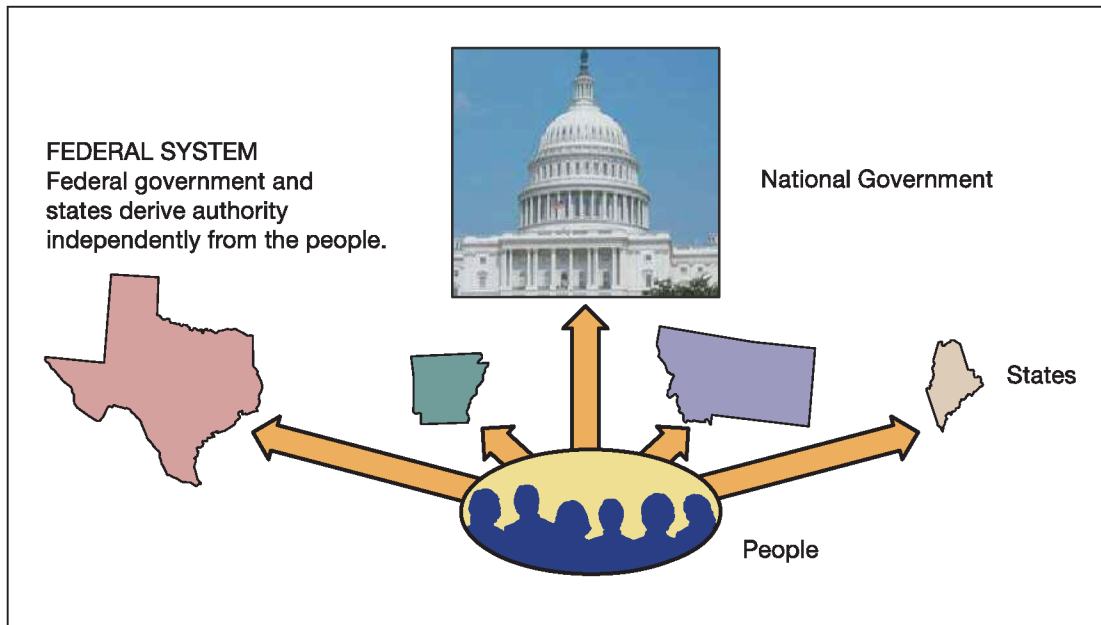 FEDERAL SYSTEM
Federal government and
states derive authority
independently from the people.
National Government
States
People